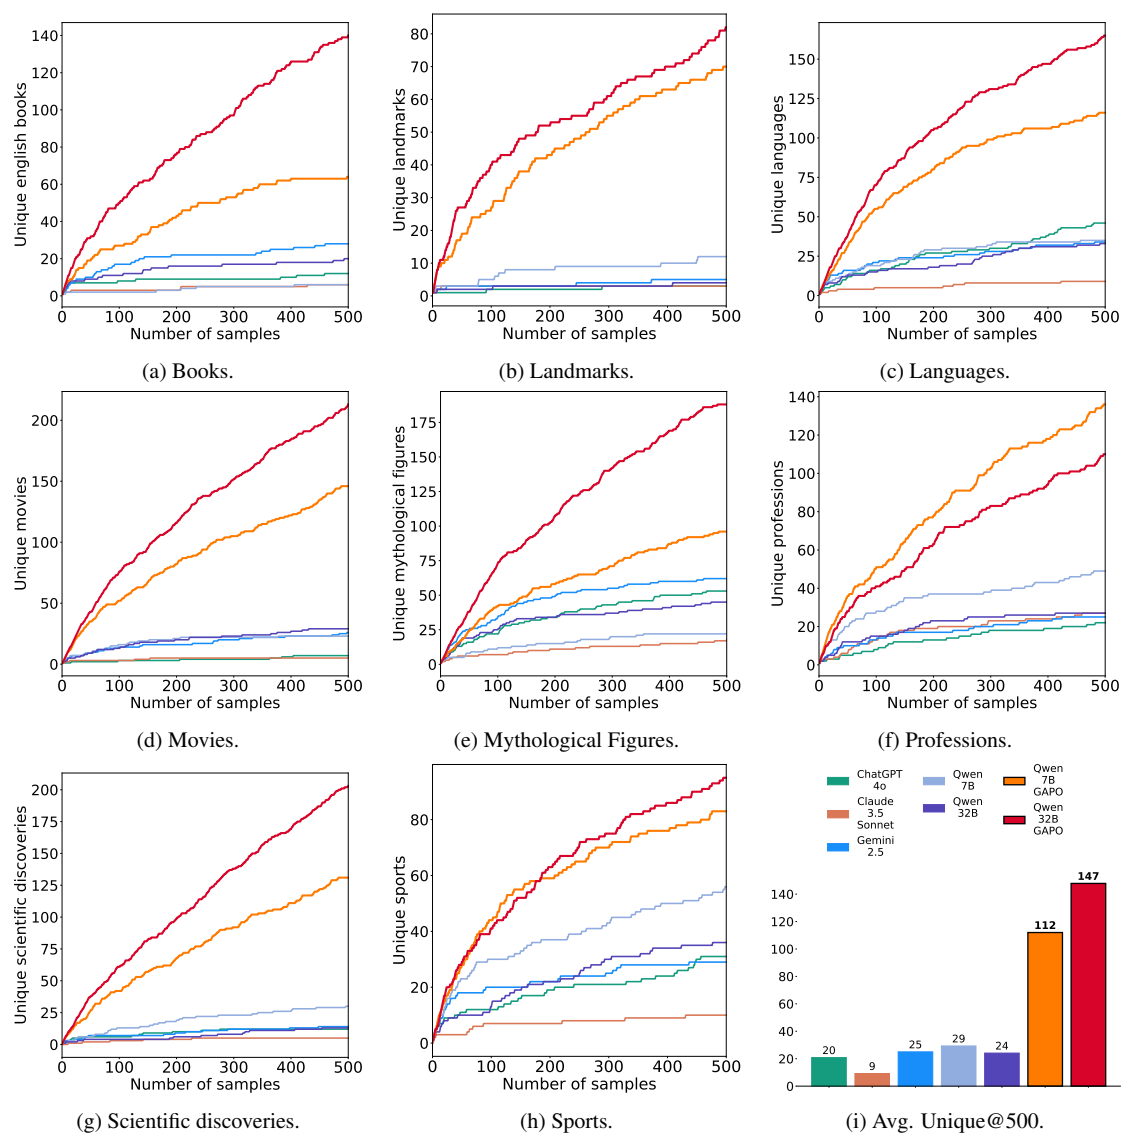 140
120
100
80
60
40
20
0
Unique english books
0 100 200 300 400 500
Number of samples
(a) Books.
80
70
60
50
40
30
20
10
0
Unique landmarks
0 100 200 300 400 500
Number of samples
(b) Landmarks.
150
125
100
75
50
25
0
Unique languages
0 100 200 300 400 500
Number of samples
(c) Languages.
200
150
100
50
0
Unique movies
0 100 200 300 400 500
Number of samples
(d) Movies.
175
150
125
100
75
50
25
0
Unique mythological figures
0 100 200 300 400 500
Number of samples
(e) Mythological Figures.
140
120
100
80
60
40
20
0
Unique professions
0 100 200 300 400 500
Number of samples
(f) Professions.
200
175
150
125
100
75
50
25
0
Unique scientific discoveries
0 100 200 300 400 500
Number of samples
(g) Scientific discoveries.
80
60
40
20
0
Unique sports
0 100 200 300 400 500
Number of samples
(h) Sports.
ChatGPT
4o
Claude
3.5
Sonnet
Gemini
2.5
Qwen
7B
Qwen
32B
Qwen
7B
GAPO
Qwen
32B
GAPO
140
120
100
80
60
40
20
0
20
9
25
29
24
112
147
(i) Avg. Unique@500.